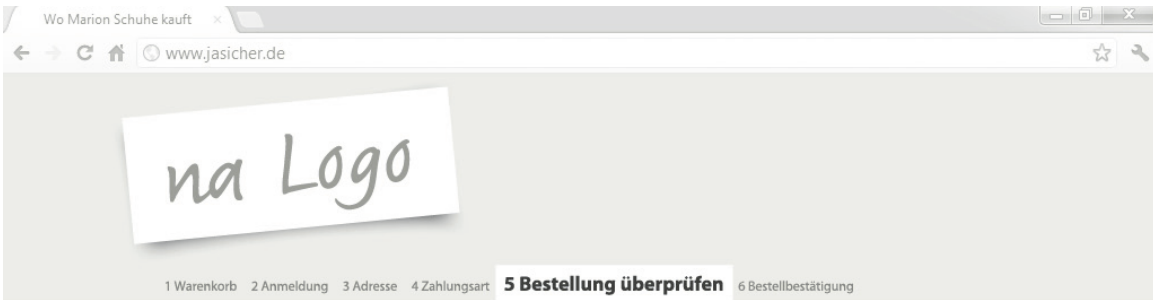 Wo Marion Schuhe kauft
www.jasicher.de
na Logo
1 Warenkorb 2 Anmeldung 3 Adresse 4 Zahlungsart 5 Bestellung überprüfen 6 Bestellbestätigung